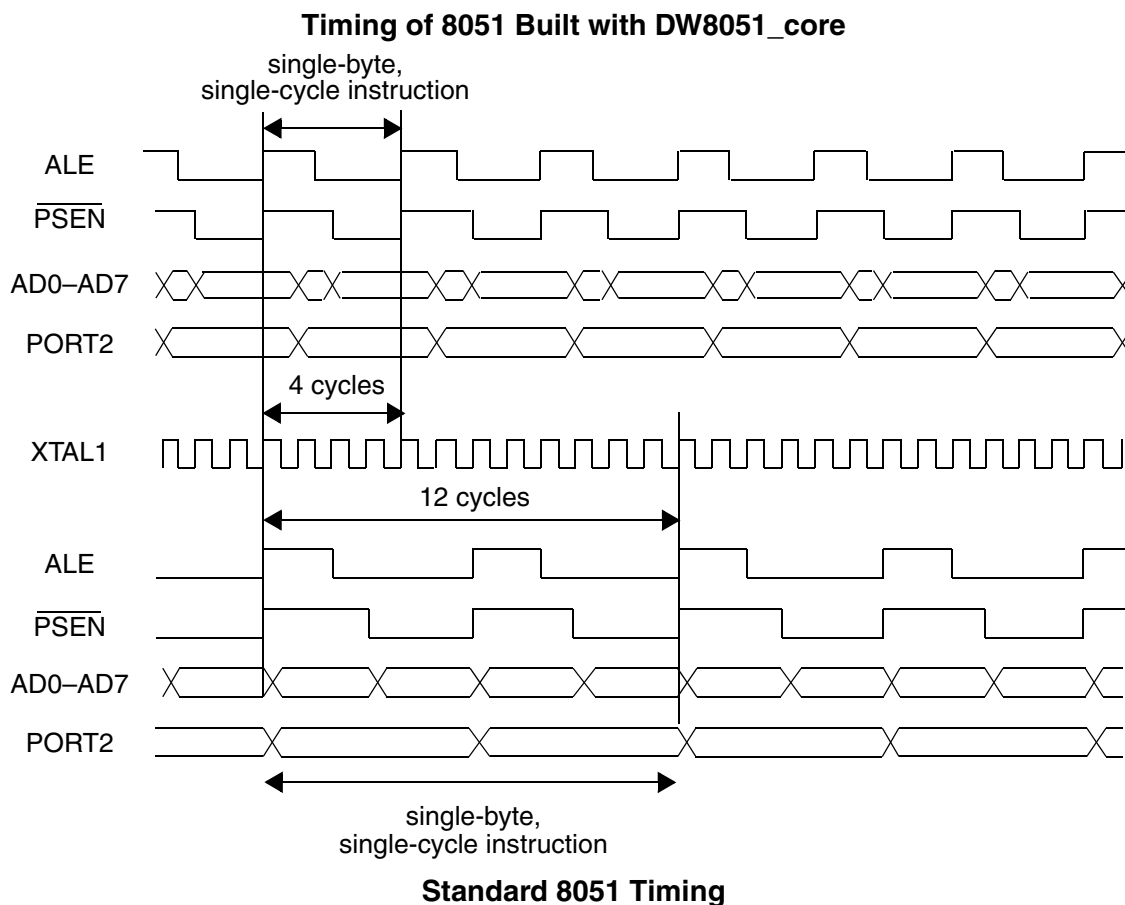 Timing of 8051 Built with DW8051_core
single-byte,
single-cycle instruction
ALE
PSEN
AD0–AD7
PORT2
4 cycles
XTAL1
12 cycles
ALE
PSEN
AD0–AD7
PORT2
single-byte,
single-cycle instruction
Standard 8051 Timing